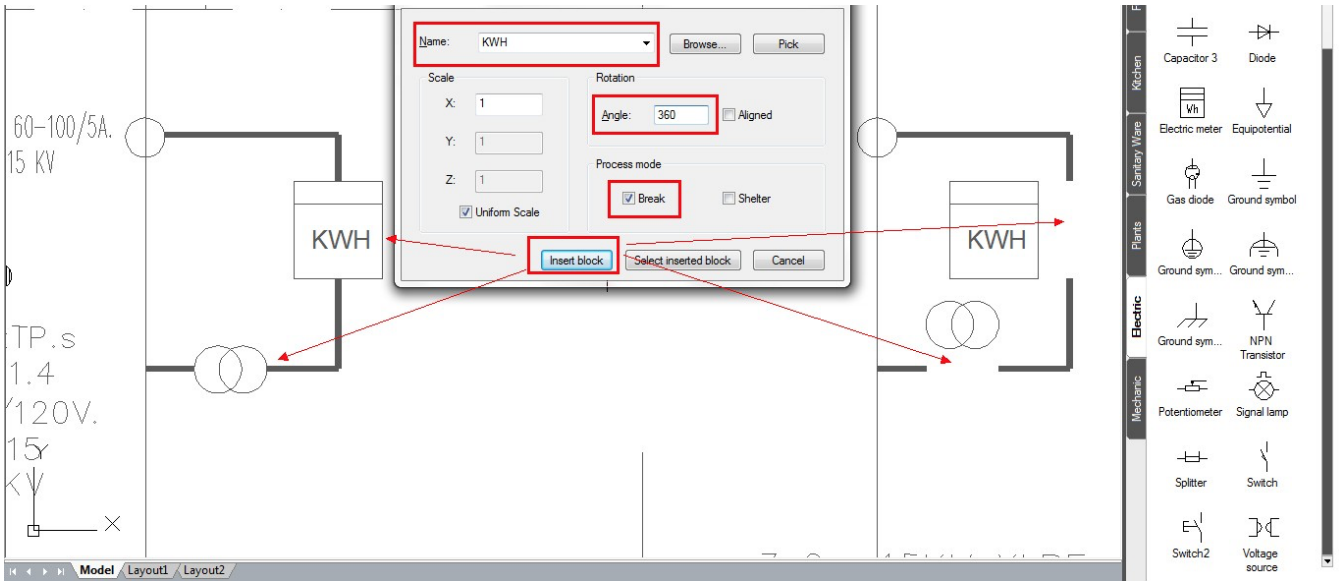 60-100/5A.
15 KV
TP.s
1.4
/120V.
15
KV
X
KWH
Name: KWH Browse... Pick
Scale
X: 1
Y: 1
Z: 1
Uniform Scale
Rotation
Angle: 360 Aligned
Process mode
Break Shelter
Insert block Select inserted block Cancel
KWH
Kitchen
Sanitary Ware
Plants
Electric
Mechanic
Capacitor 3 Diode
Wh
Electric meter Equipotential
Gas diode Ground symbol
Ground sym... Ground sym...
Ground sym... NPN
Transistor
Potentiometer Signal lamp
Splitter Switch
Switch2 Voltage
source
Model Layout1 Layout2